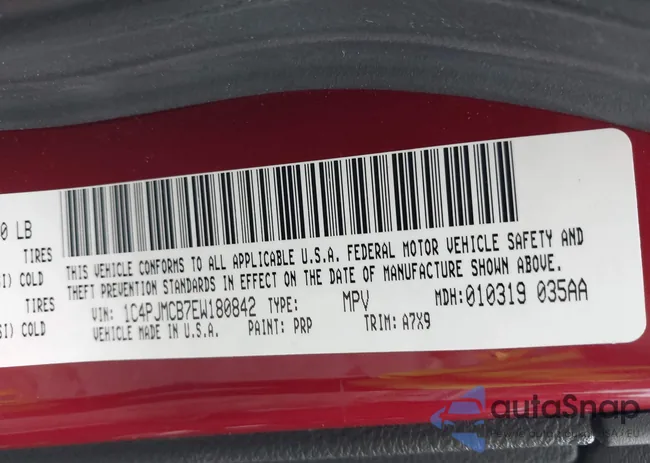 0 LB
TIRES
SI) COLD
TIRES
SI) COLD
THIS VEHICLE CONFORMS TO ALL APPLICABLE U.S.A. FEDERAL MOTOR VEHICLE SAFETY AND
THEFT PREVENTION STANDARDS IN EFFECT ON THE DATE OF MANUFACTURE SHOWN ABOVE.
VIN: 1C4PJMCB7EW180842 TYPE: MPV MDH:010319 035AA
VEHICLE MADE IN U.S.A. PAINT: PRP TRIM: A7X9
autoSnap